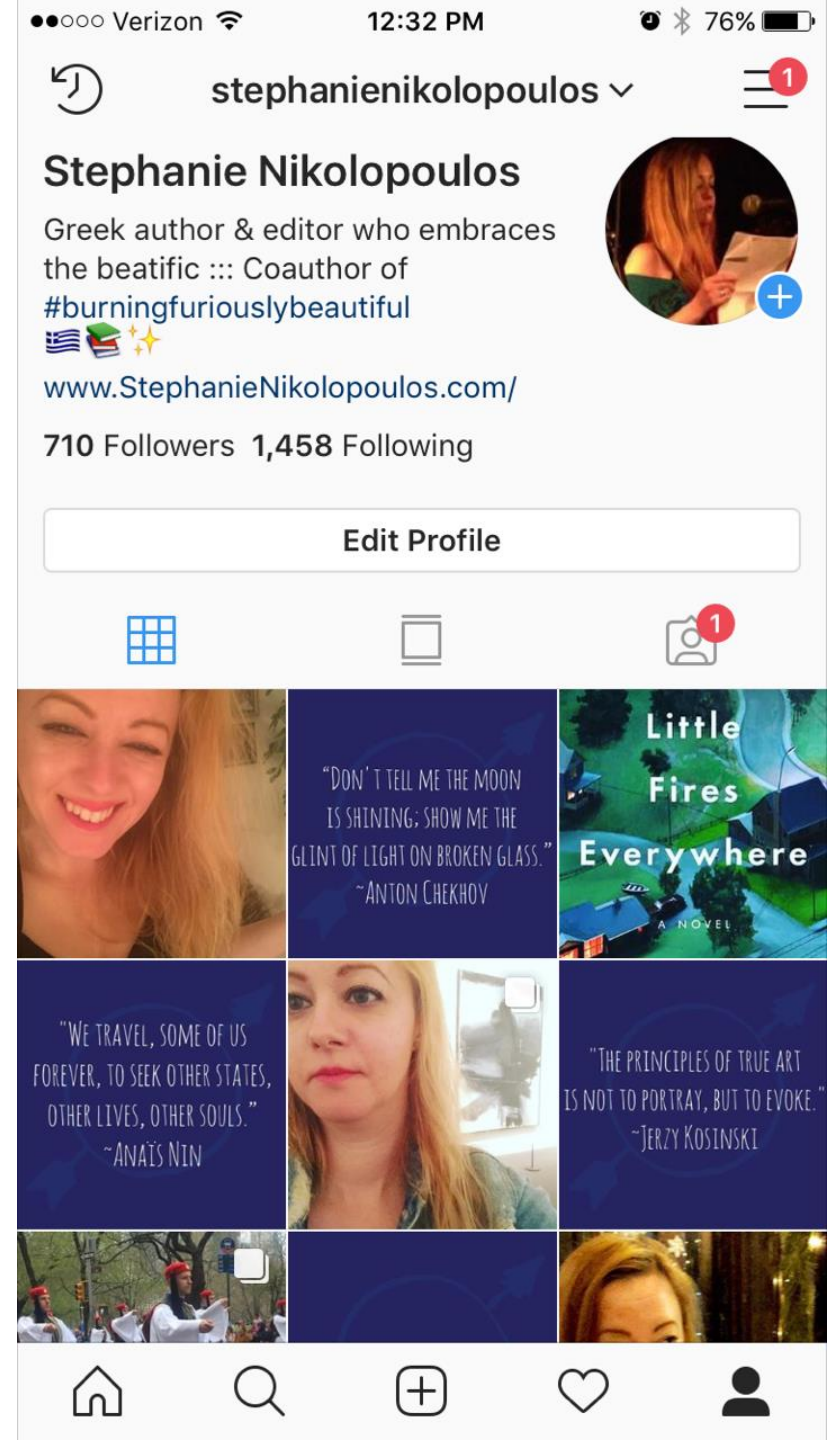 Verizon 12:32 PM 76%
stephanienikolopoulos 1
Stephanie Nikolopoulos
Greek author & editor who embraces
the beatific ::: Coauthor of
#burningfuriouslybeautiful
🇬🇷📚✨
www.StephanieNikolopoulos.com/
710 Followers 1,458 Following
Edit Profile
1
“DON'T TELL ME THE MOON
IS SHINING; SHOW ME THE
GLINT OF LIGHT ON BROKEN GLASS.”
~ANTON CHEKHOV
Little
Fires
Everywhere
A NOVEL
"WE TRAVEL, SOME OF US
FOREVER, TO SEEK OTHER STATES,
OTHER LIVES, OTHER SOULS.”
~ANAÏS NIN
"THE PRINCIPLES OF TRUE ART
IS NOT TO PORTRAY, BUT TO EVOKE."
~JERZY KOSINSKI